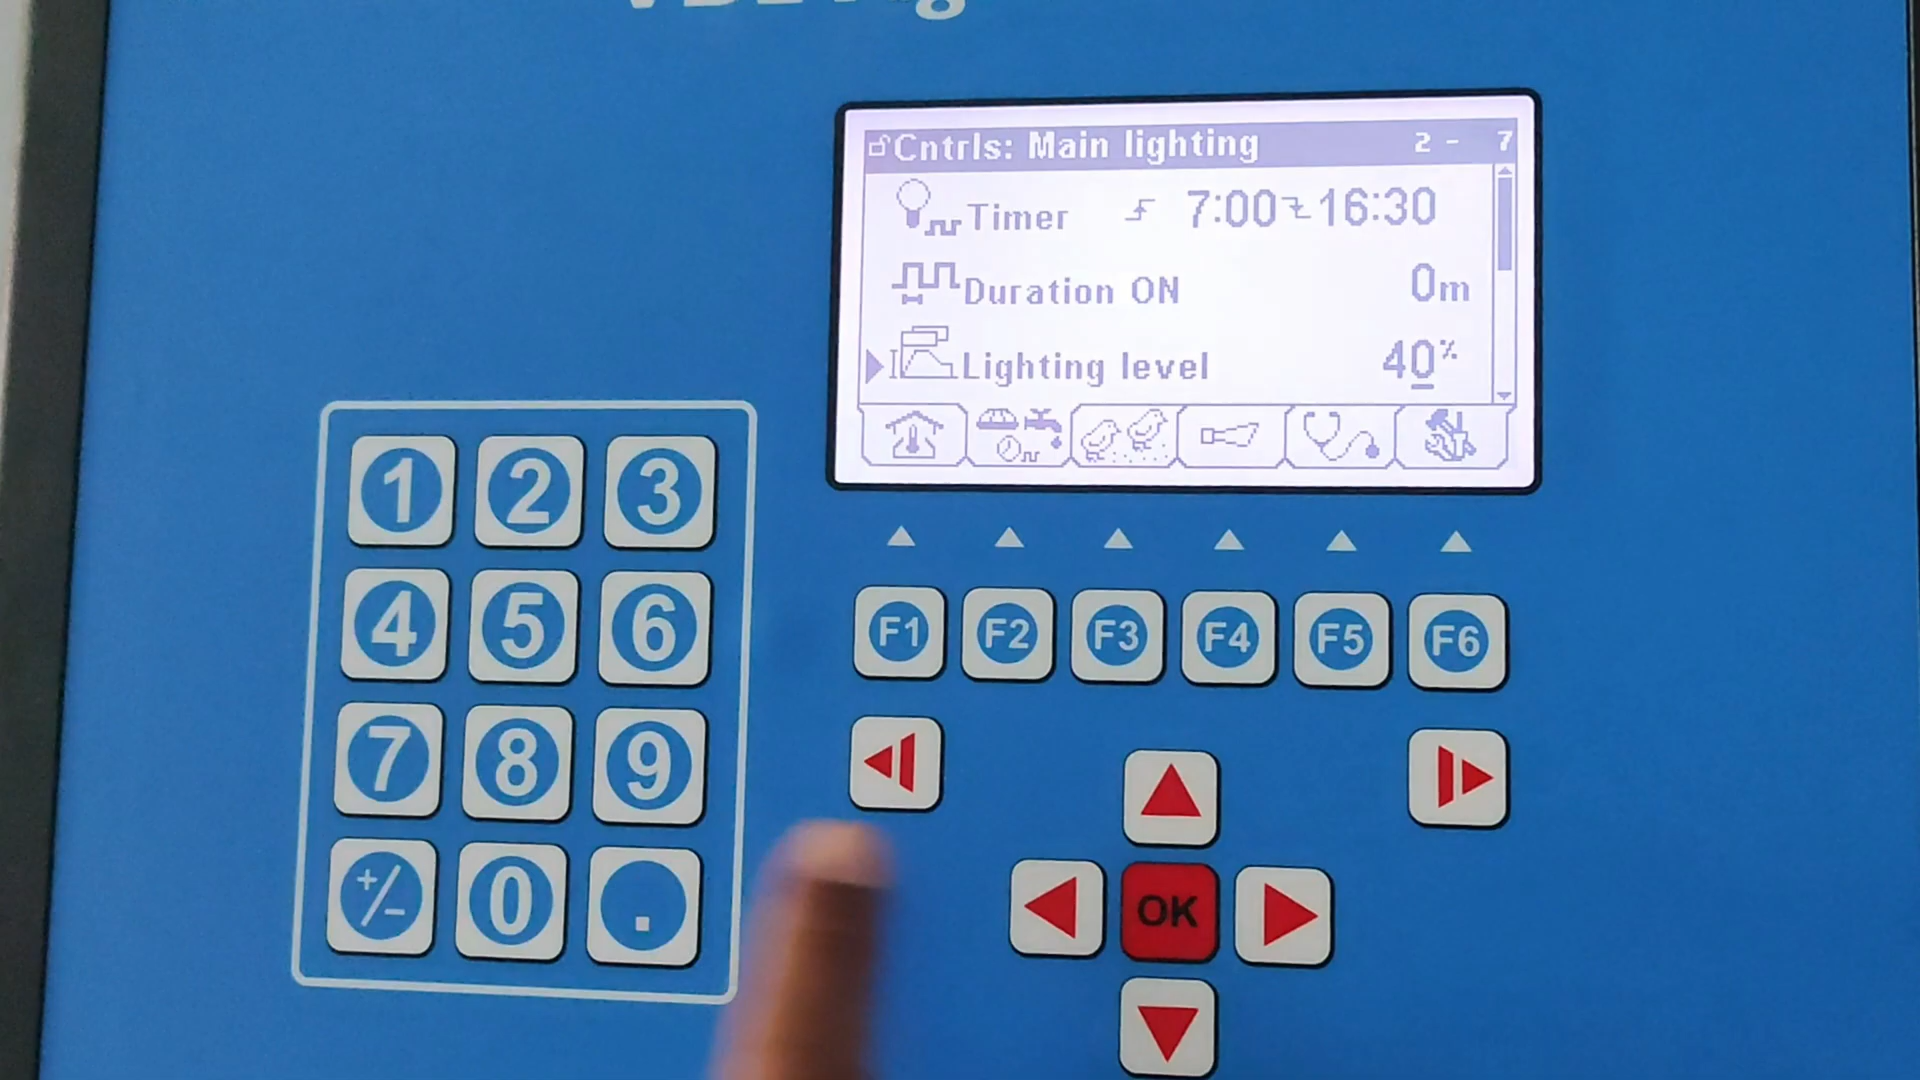 Cntrls: Main lighting 2 - 7
Timer 7:00 16:30
Duration ON 0m
Lighting level 40%
1 2 3
4 5 6
7 8 9
+/- 0 .
F1 F2 F3 F4 F5 F6
OK